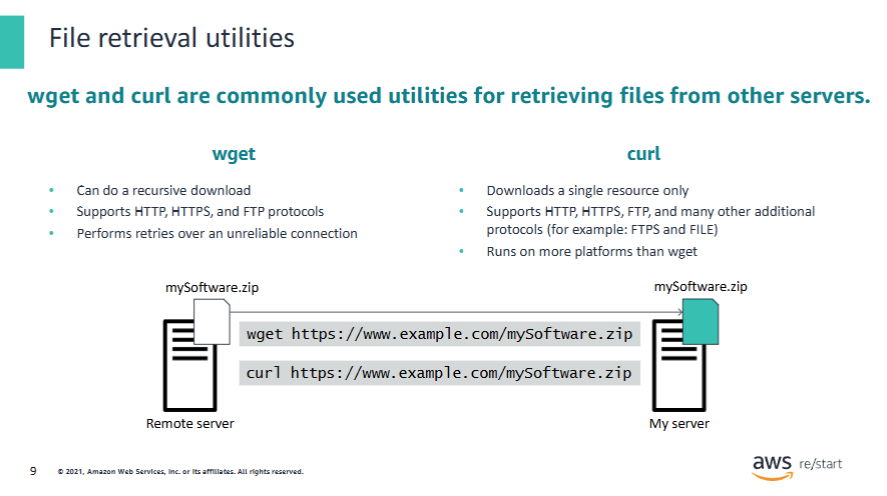 File retrieval utilities
wget and curl are commonly used utilities for retrieving files from other servers.
wget
• Can do a recursive download
• Supports HTTP, HTTPS, and FTP protocols
• Performs retries over an unreliable connection
curl
• Downloads a single resource only
• Supports HTTP, HTTPS, FTP, and many other additional
protocols (for example: FTPS and FILE)
• Runs on more platforms than wget
mySoftware.zip
mySoftware.zip
wget https://www.example.com/mySoftware.zip
curl https://www.example.com/mySoftware.zip
Remote server
My server
9
© 2021, Amazon Web Services, Inc. or its affiliates. All rights reserved.
aws re/start